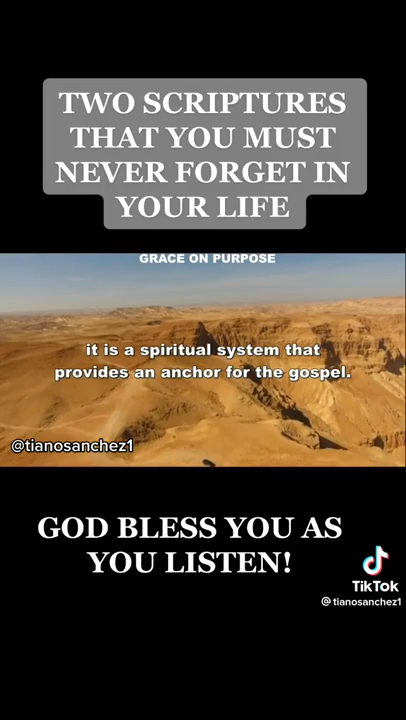 TWO SCRIPTURES
THAT YOU MUST
NEVER FORGET IN
YOUR LIFE
GRACE ON PURPOSE
it is a spiritual system that
provides an anchor for the gospel.
@tianosanchez1
GOD BLESS YOU AS
YOU LISTEN!
TikTok
@tianosanchez1